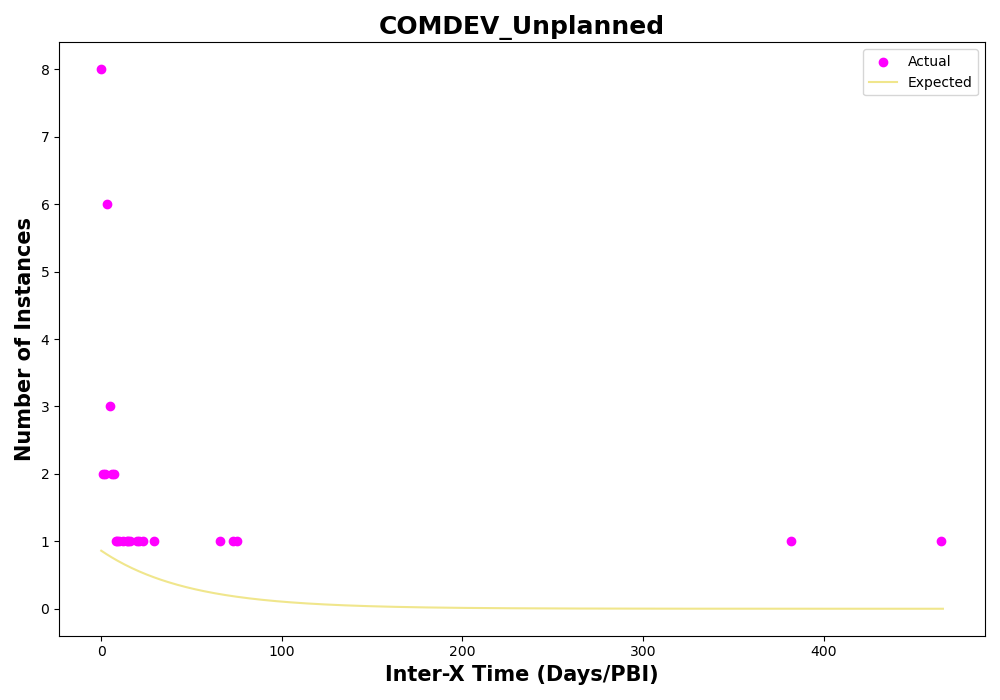 COMDEV_Unplanned
Actual
Expected
8
7
6
5
4
3
2
1
0
Number of Instances
0 100 200 300 400
Inter-X Time (Days/PBI)